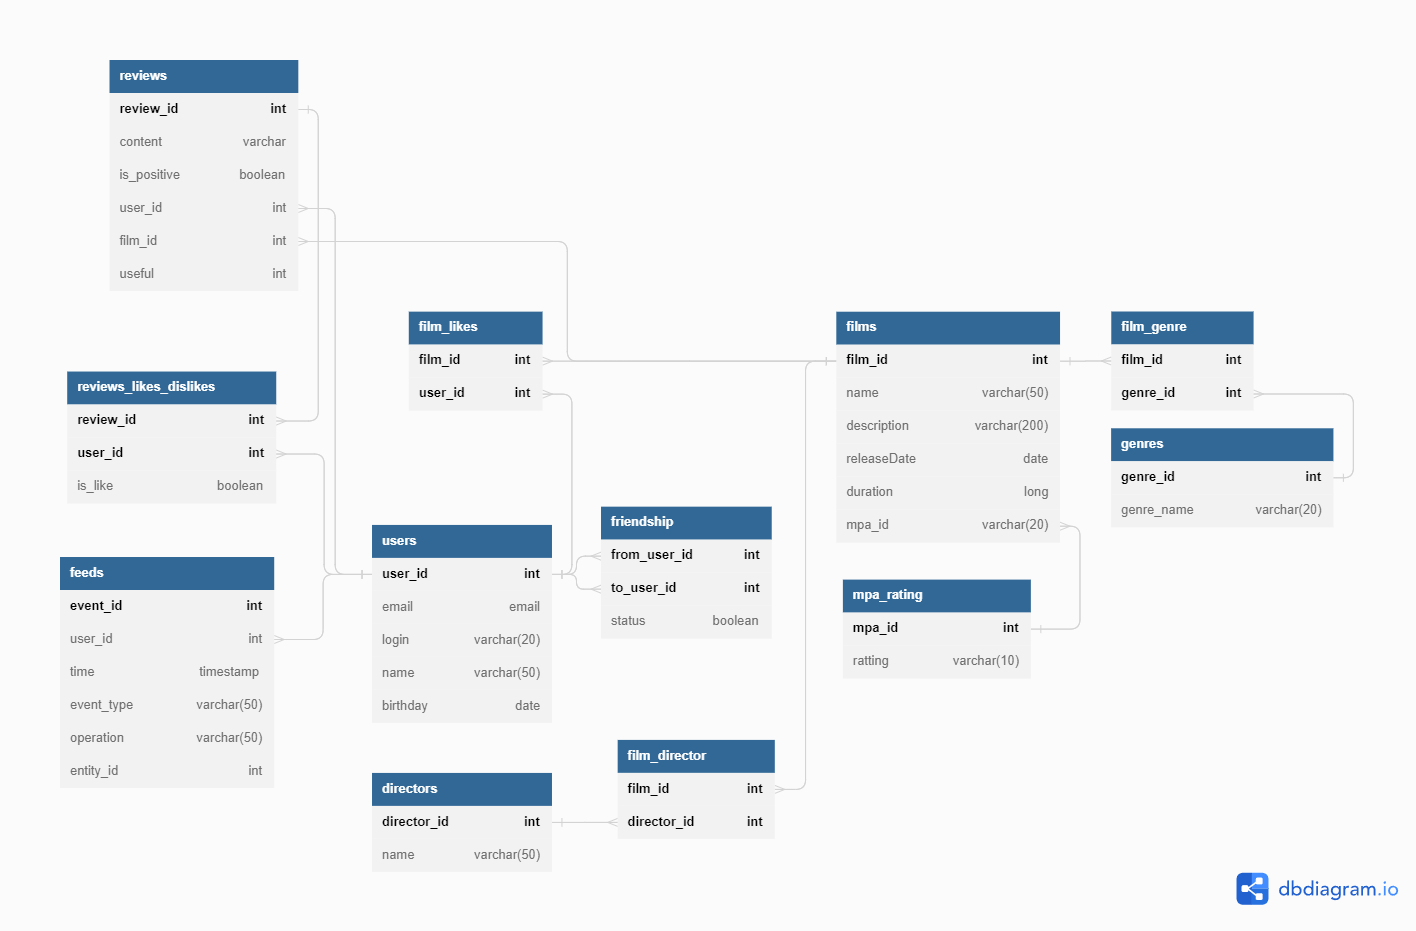 reviews
review_id int
content varchar
is_positive boolean
user_id int
film_id int
useful int
reviews_likes_dislikes
review_id int
user_id int
is_like boolean
feeds
event_id int
user_id int
time timestamp
event_type varchar(50)
operation varchar(50)
entity_id int
film_likes
film_id int
user_id int
users
user_id int
email email
login varchar(20)
name varchar(50)
birthday date
directors
director_id int
name varchar(50)
friendship
from_user_id int
to_user_id int
status boolean
film_director
film_id int
director_id int
films
film_id int
name varchar(50)
description varchar(200)
releaseDate date
duration long
mpa_id varchar(20)
mpa_rating
mpa_id int
ratting varchar(10)
film_genre
film_id int
genre_id int
genres
genre_id int
genre_name varchar(20)
dbdiagram.io